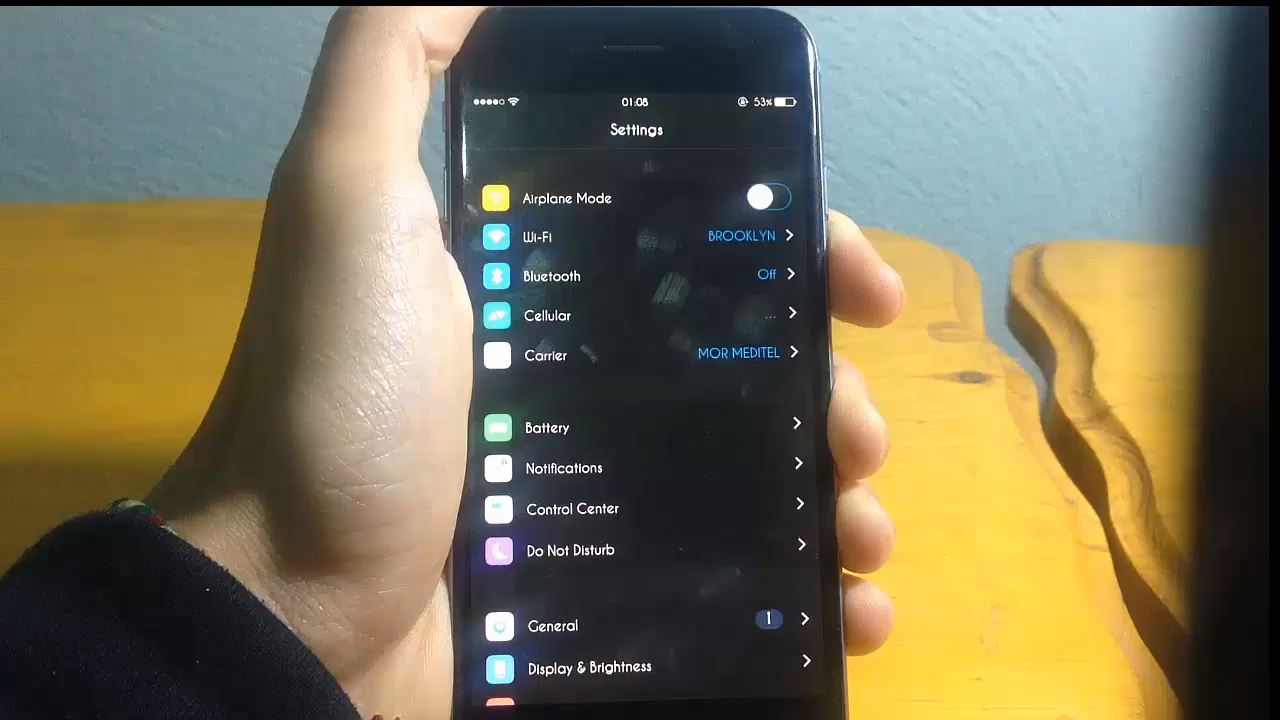 01:08 53%
Settings
Airplane Mode
Wi-Fi BROOKLYN
Bluetooth Off
Cellular ...
Carrier MOR MEDITEL
Battery
Notifications
Control Center
Do Not Disturb
General 1
Display & Brightness